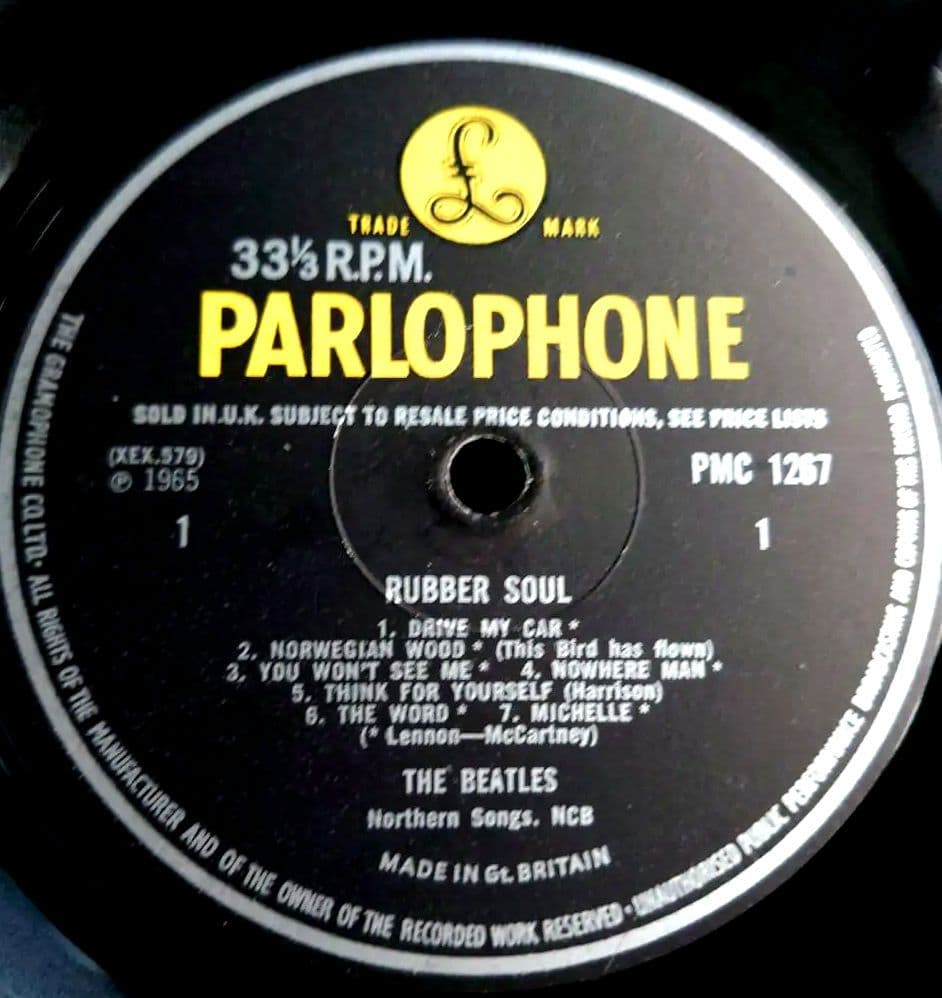 £
TRADE MARK
33⅓ R.P.M.
PARLOPHONE
SOLD IN U.K. SUBJECT TO RESALE PRICE CONDITIONS, SEE PRICE LISTS
(XEX.579)
℗ 1965
PMC 1267
1 1
RUBBER SOUL
1. DRIVE MY CAR *
2. NORWEGIAN WOOD * (This Bird has flown)
3. YOU WON'T SEE ME * 4. NOWHERE MAN *
5. THINK FOR YOURSELF (Harrison)
6. THE WORD * 7. MICHELLE *
(* Lennon—McCartney)
THE BEATLES
Northern Songs. NCB
MADE IN Gt. BRITAIN
THE GRAMOPHONE CO. LTD. · ALL RIGHTS OF THE MANUFACTURER AND OF THE OWNER OF THE RECORDED WORK RESERVED · UNAUTHORISED PUBLIC PERFORMANCE BROADCASTING AND COPYING OF THIS RECORD PROHIBITED